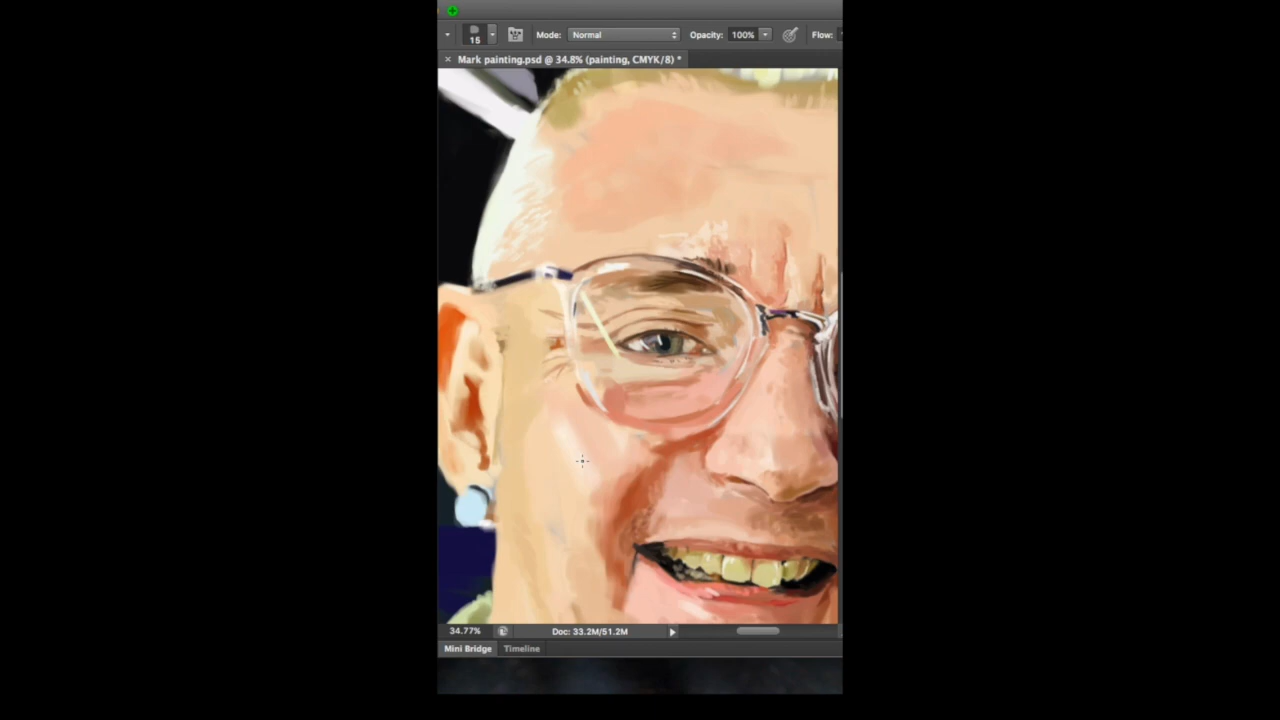 15 Mode: Normal Opacity: 100% Flow:
× Mark painting.psd @ 34.8% (painting, CMYK/8) *
34.77% Doc: 33.2M/51.2M
Mini Bridge Timeline